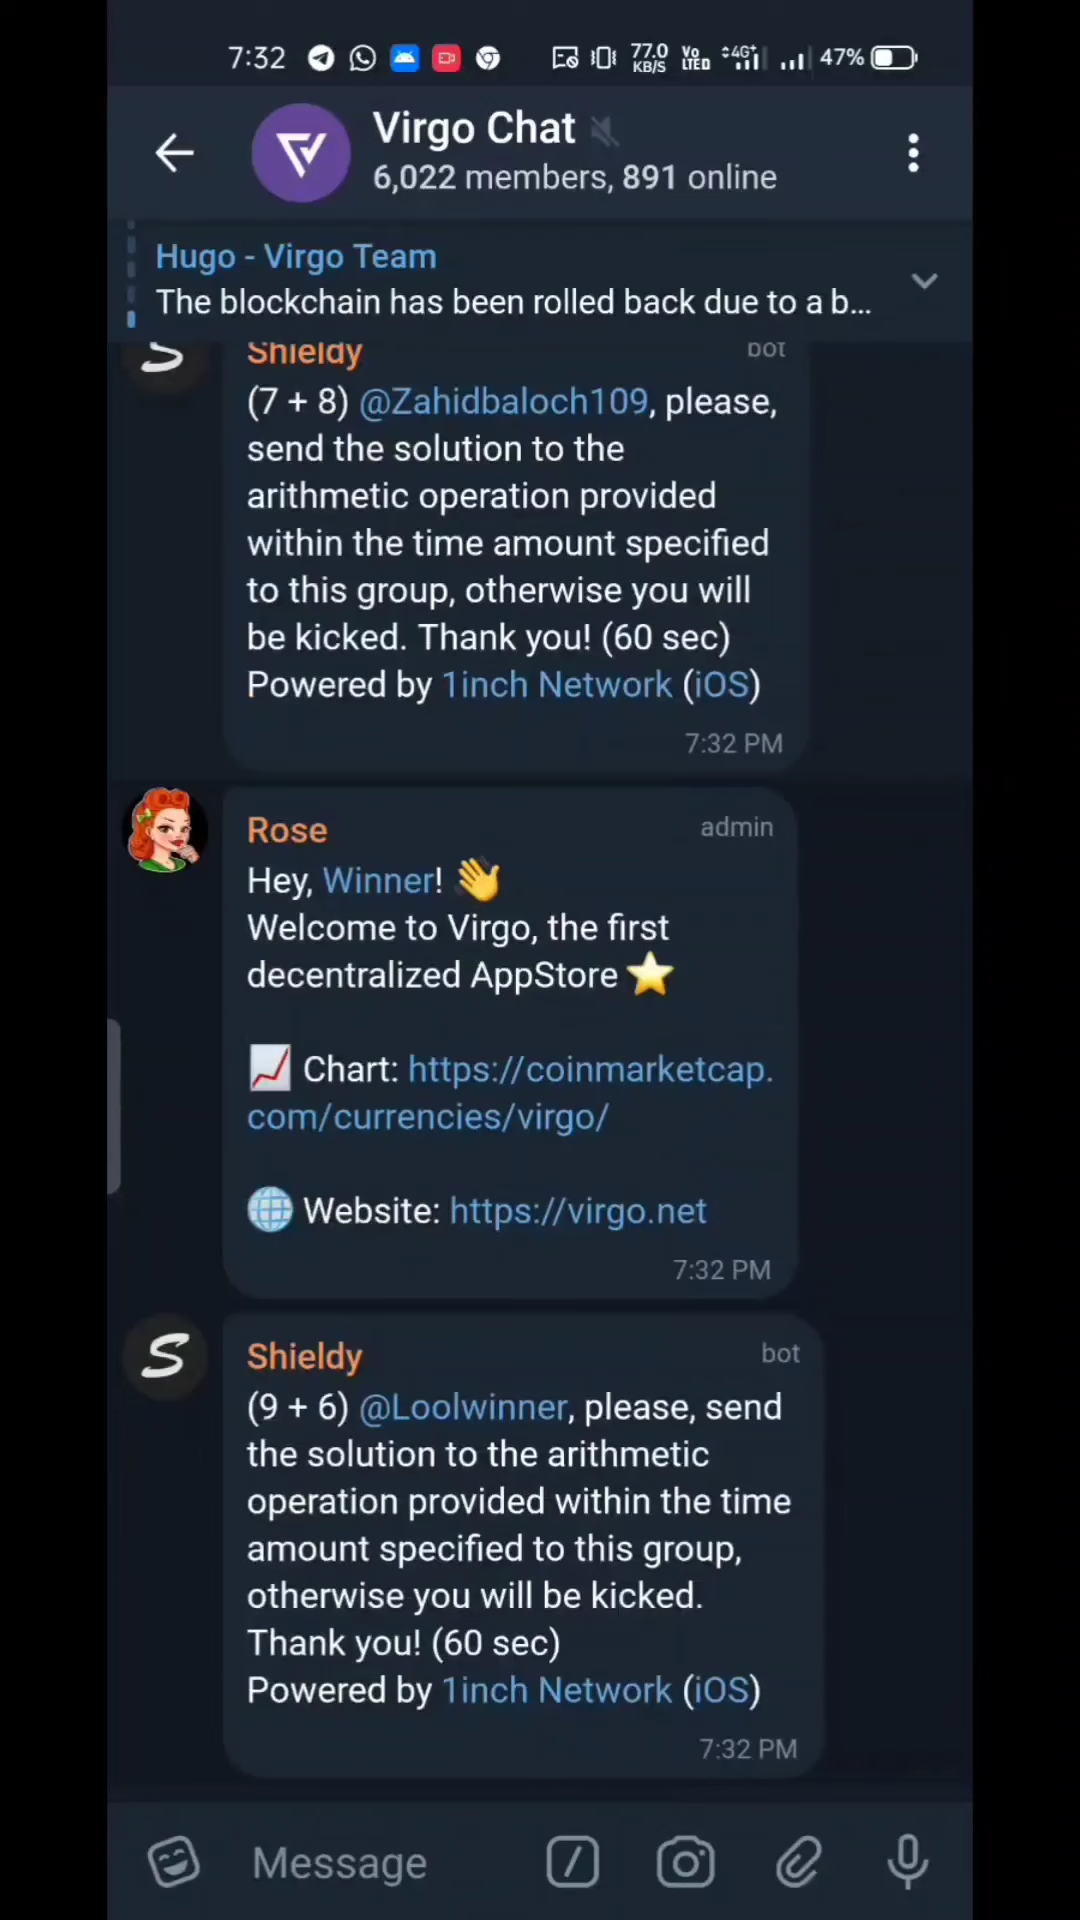 7:32 77.0 KB/S Vo LTED 4G+ 47%
Virgo Chat
6,022 members, 891 online
Hugo - Virgo Team
The blockchain has been rolled back due to a b...
Shieldy bot
(7 + 8) @Zahidbaloch109, please,
send the solution to the
arithmetic operation provided
within the time amount specified
to this group, otherwise you will
be kicked. Thank you! (60 sec)
Powered by 1inch Network (iOS)
7:32 PM
Rose admin
Hey, Winner! 👋
Welcome to Virgo, the first
decentralized AppStore ⭐
📈 Chart: https://coinmarketcap.
com/currencies/virgo/
🌐 Website: https://virgo.net
7:32 PM
S Shieldy bot
(9 + 6) @Loolwinner, please, send
the solution to the arithmetic
operation provided within the time
amount specified to this group,
otherwise you will be kicked.
Thank you! (60 sec)
Powered by 1inch Network (iOS)
7:32 PM
Message